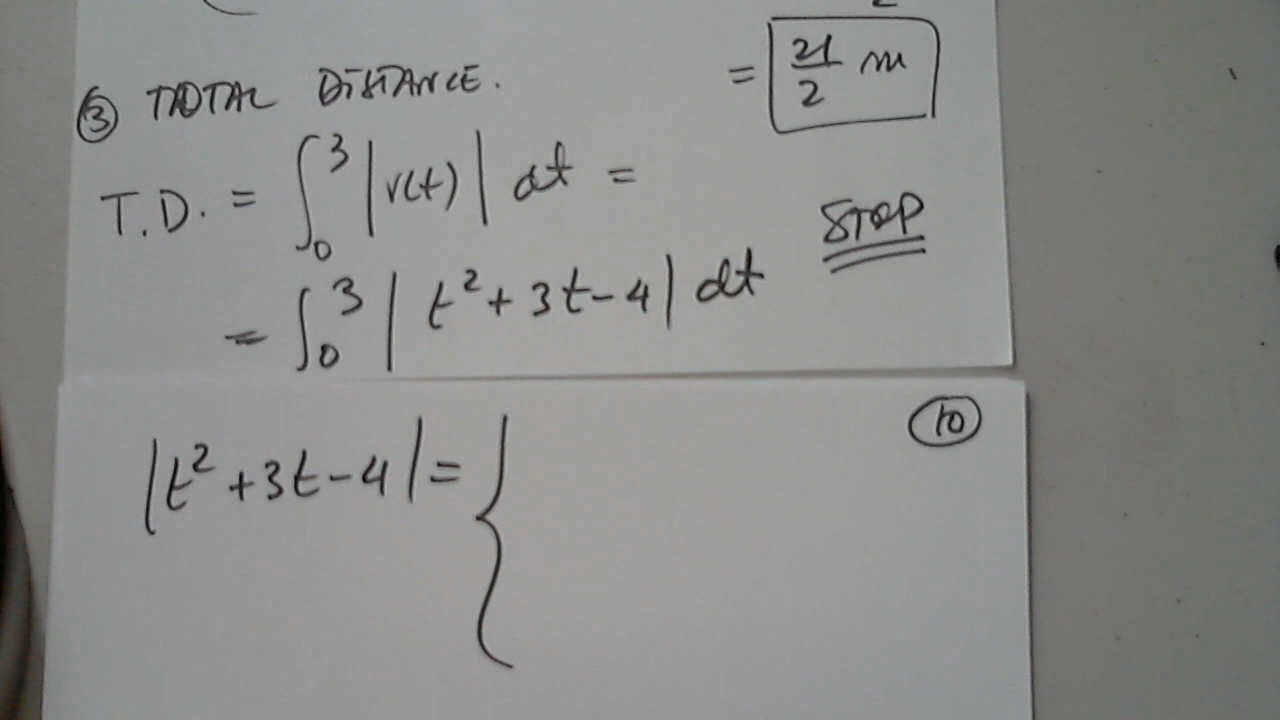 = 21/2 m
③ TOTAL DISTANCE.
T.D. = ∫₀³ |v(t)| dt =
STOP
= ∫₀³ | t² + 3t - 4 | dt
⑩
|t² + 3t - 4| = {